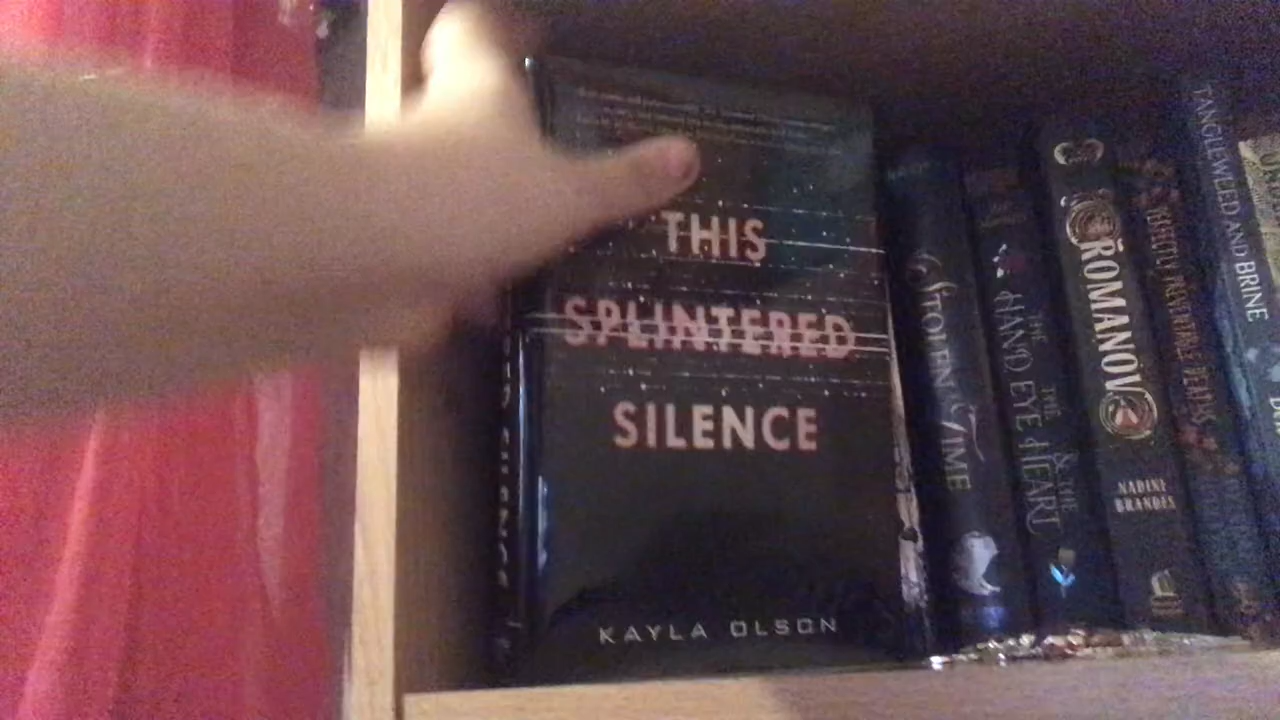 THIS
SPLINTERED
SILENCE
KAYLA OLSON
STOLEN TIME
THE HAND, THE EYE & THE HEART
ROMANOV
NADINE
BRANDES
TANGLEWEED AND BRINE